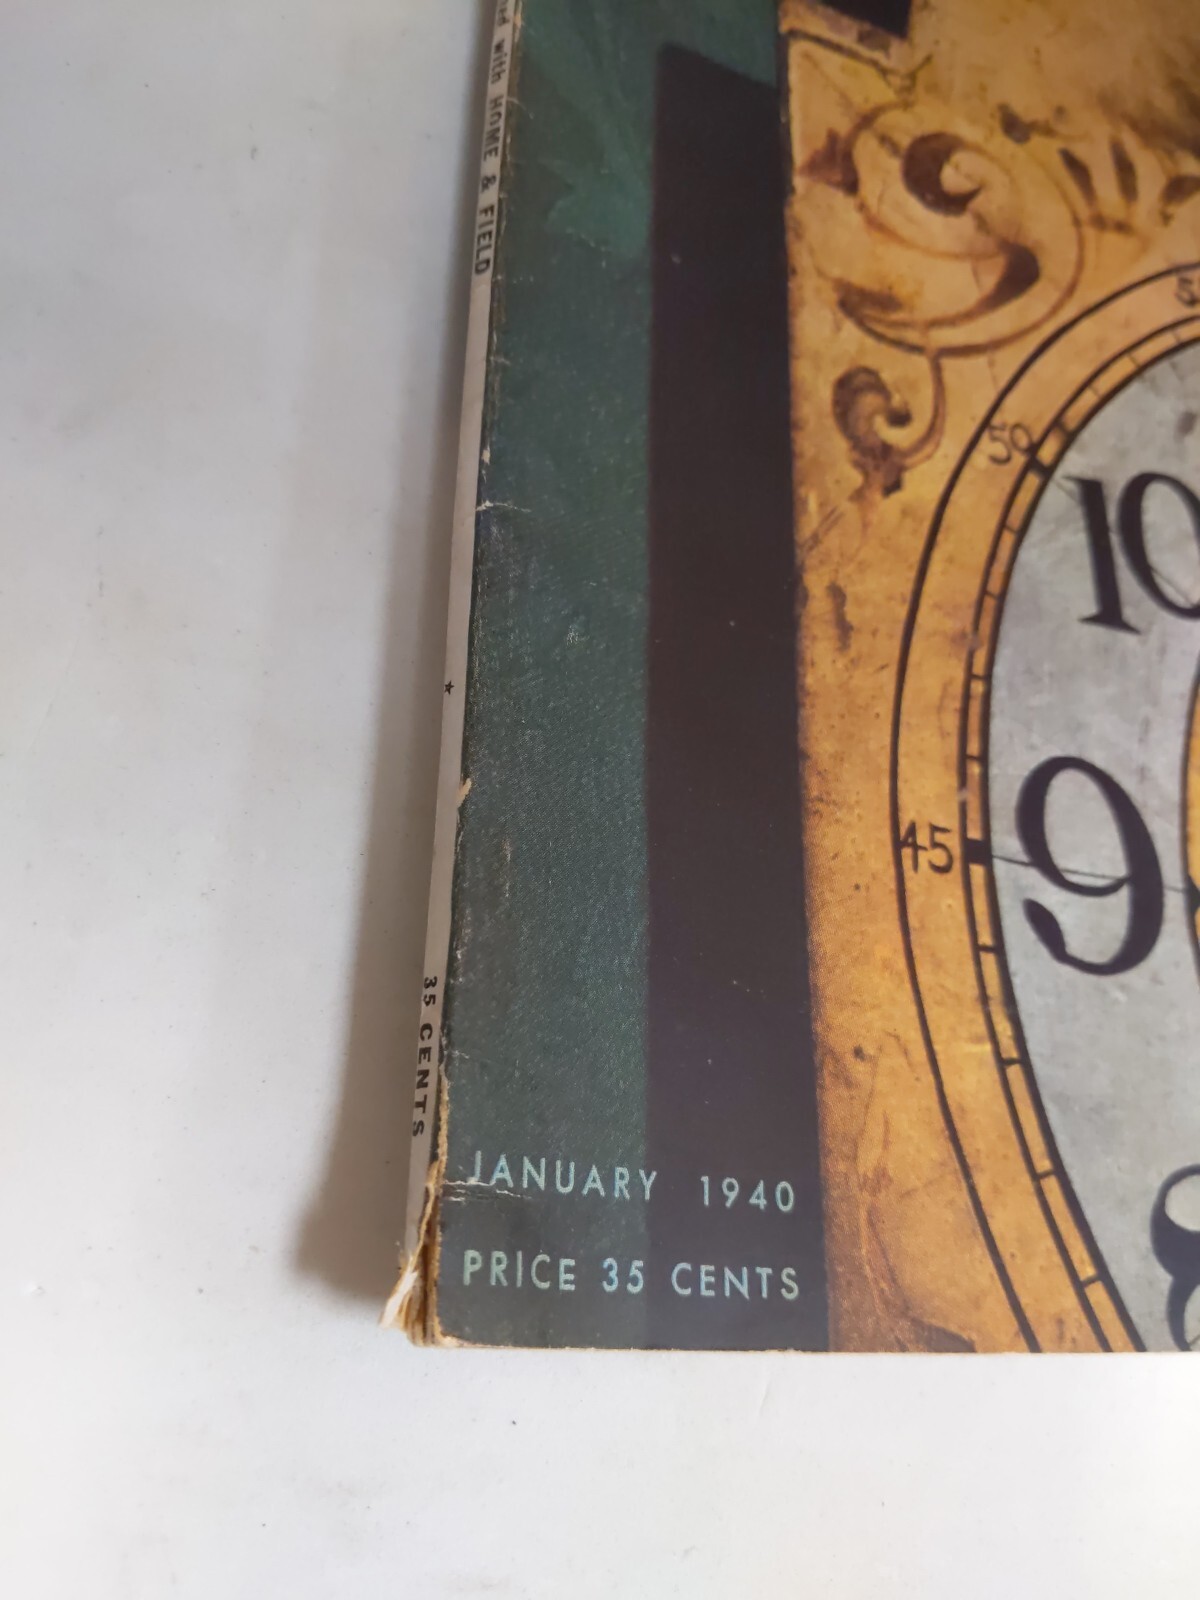 with HOME & FIELD
★
35 CENTS
50
10
45
9
8
JANUARY 1940
PRICE 35 CENTS